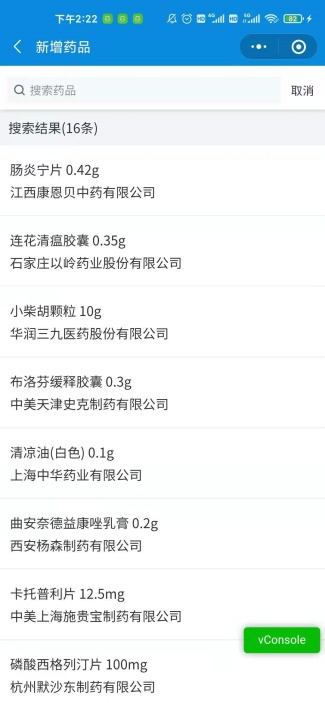 下午2:22
82
新增药品
搜索药品
取消
搜索结果(16条)
肠炎宁片 0.42g
江西康恩贝中药有限公司
连花清瘟胶囊 0.35g
石家庄以岭药业股份有限公司
小柴胡颗粒 10g
华润三九医药股份有限公司
布洛芬缓释胶囊 0.3g
中美天津史克制药有限公司
清凉油(白色) 0.1g
上海中华药业有限公司
曲安奈德益康唑乳膏 0.2g
西安杨森制药有限公司
卡托普利片 12.5mg
中美上海施贵宝制药有限公司
vConsole
磷酸西格列汀片 100mg
杭州默沙东制药有限公司